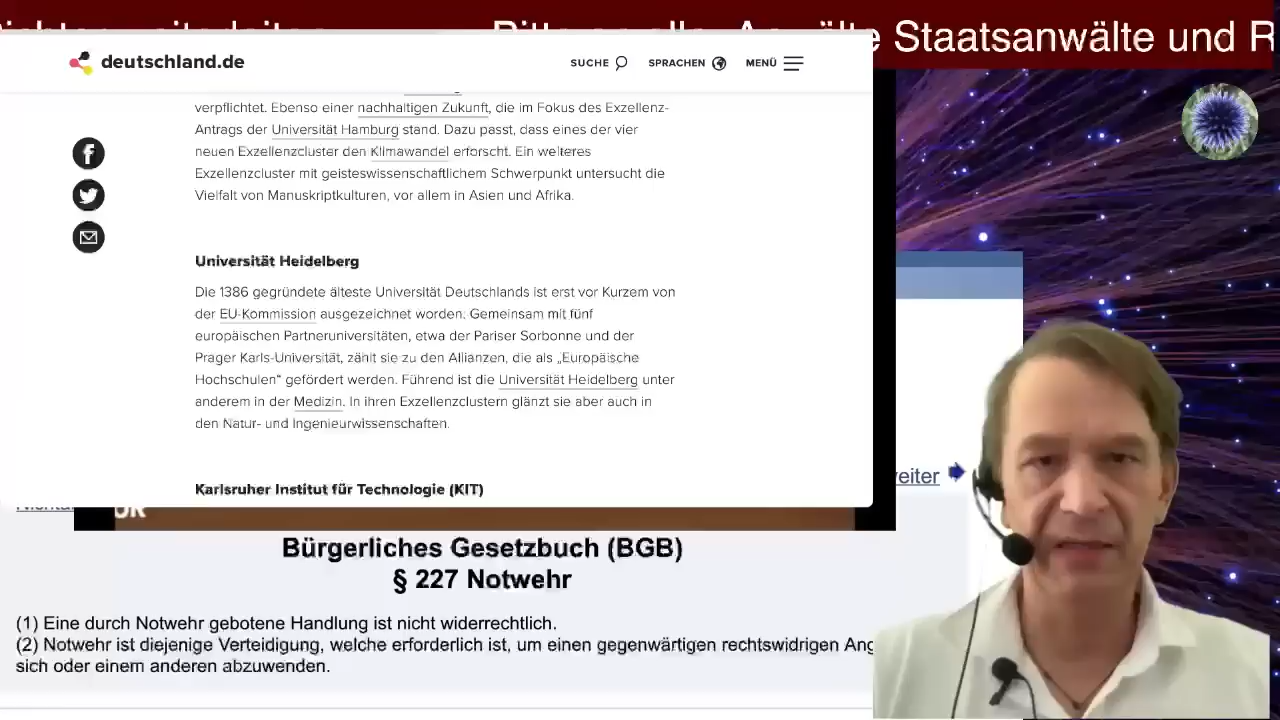 Bitte an alle Anwälte Staatsanwälte und R
deutschland.de
SUCHE
SPRACHEN
MENÜ
verpflichtet. Ebenso einer nachhaltigen Zukunft, die im Fokus des Exzellenz-
Antrags der Universität Hamburg stand. Dazu passt, dass eines der vier
neuen Exzellenzcluster den Klimawandel erforscht. Ein weiteres
Exzellenzcluster mit geisteswissenschaftlichem Schwerpunkt untersucht die
Vielfalt von Manuskriptkulturen, vor allem in Asien und Afrika.
Universität Heidelberg
Die 1386 gegründete älteste Universität Deutschlands ist erst vor Kurzem von
der EU-Kommission ausgezeichnet worden. Gemeinsam mit fünf
europäischen Partneruniversitäten, etwa der Pariser Sorbonne und der
Prager Karls-Universität, zählt sie zu den Allianzen, die als „Europäische
Hochschulen“ gefördert werden. Führend ist die Universität Heidelberg unter
anderem in der Medizin. In ihren Exzellenzclustern glänzt sie aber auch in
den Natur- und Ingenieurwissenschaften.
Karlsruher Institut für Technologie (KIT)
weiter
Bürgerliches Gesetzbuch (BGB)
§ 227 Notwehr
(1) Eine durch Notwehr gebotene Handlung ist nicht widerrechtlich.
(2) Notwehr ist diejenige Verteidigung, welche erforderlich ist, um einen gegenwärtigen rechtswidrigen Ang
sich oder einem anderen abzuwenden.